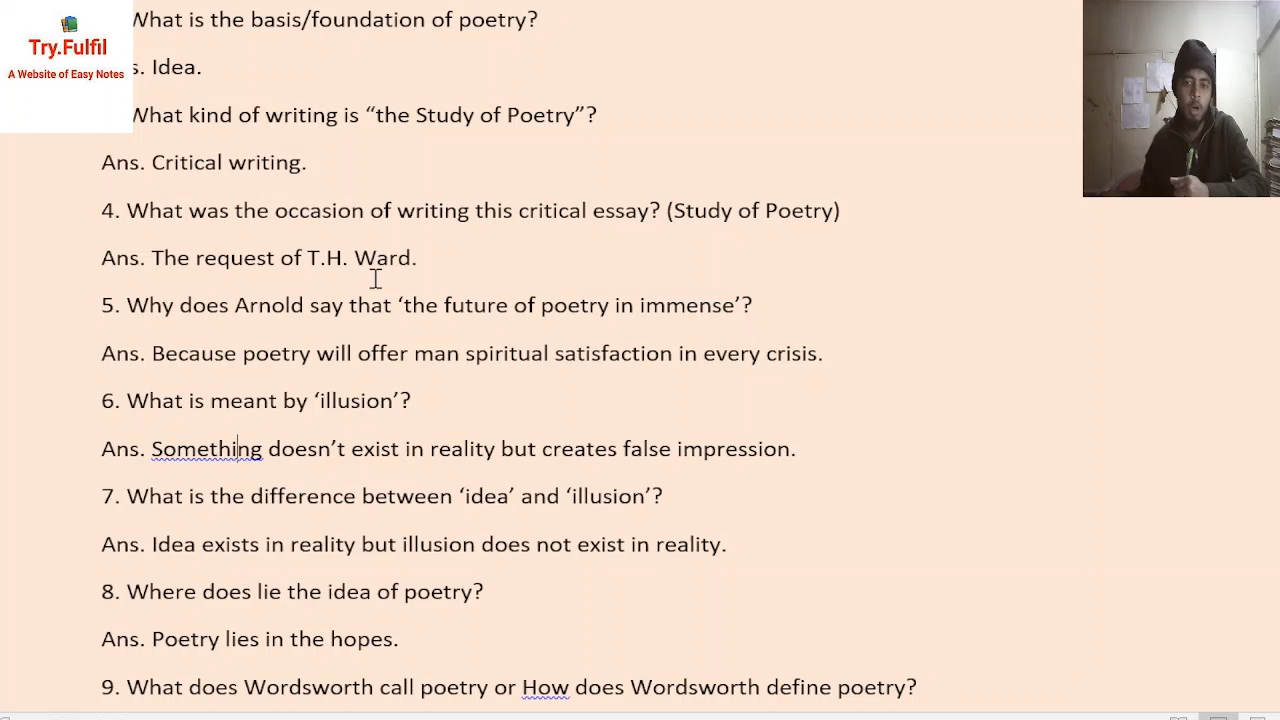 What is the basis/foundation of poetry?
Try.Fulfil
A Website of Easy Notes
s. Idea.
What kind of writing is “the Study of Poetry”?
Ans. Critical writing.
4. What was the occasion of writing this critical essay? (Study of Poetry)
Ans. The request of T.H. Ward.
5. Why does Arnold say that ‘the future of poetry in immense’?
Ans. Because poetry will offer man spiritual satisfaction in every crisis.
6. What is meant by ‘illusion’?
Ans. Something doesn’t exist in reality but creates false impression.
7. What is the difference between ‘idea’ and ‘illusion’?
Ans. Idea exists in reality but illusion does not exist in reality.
8. Where does lie the idea of poetry?
Ans. Poetry lies in the hopes.
9. What does Wordsworth call poetry or How does Wordsworth define poetry?